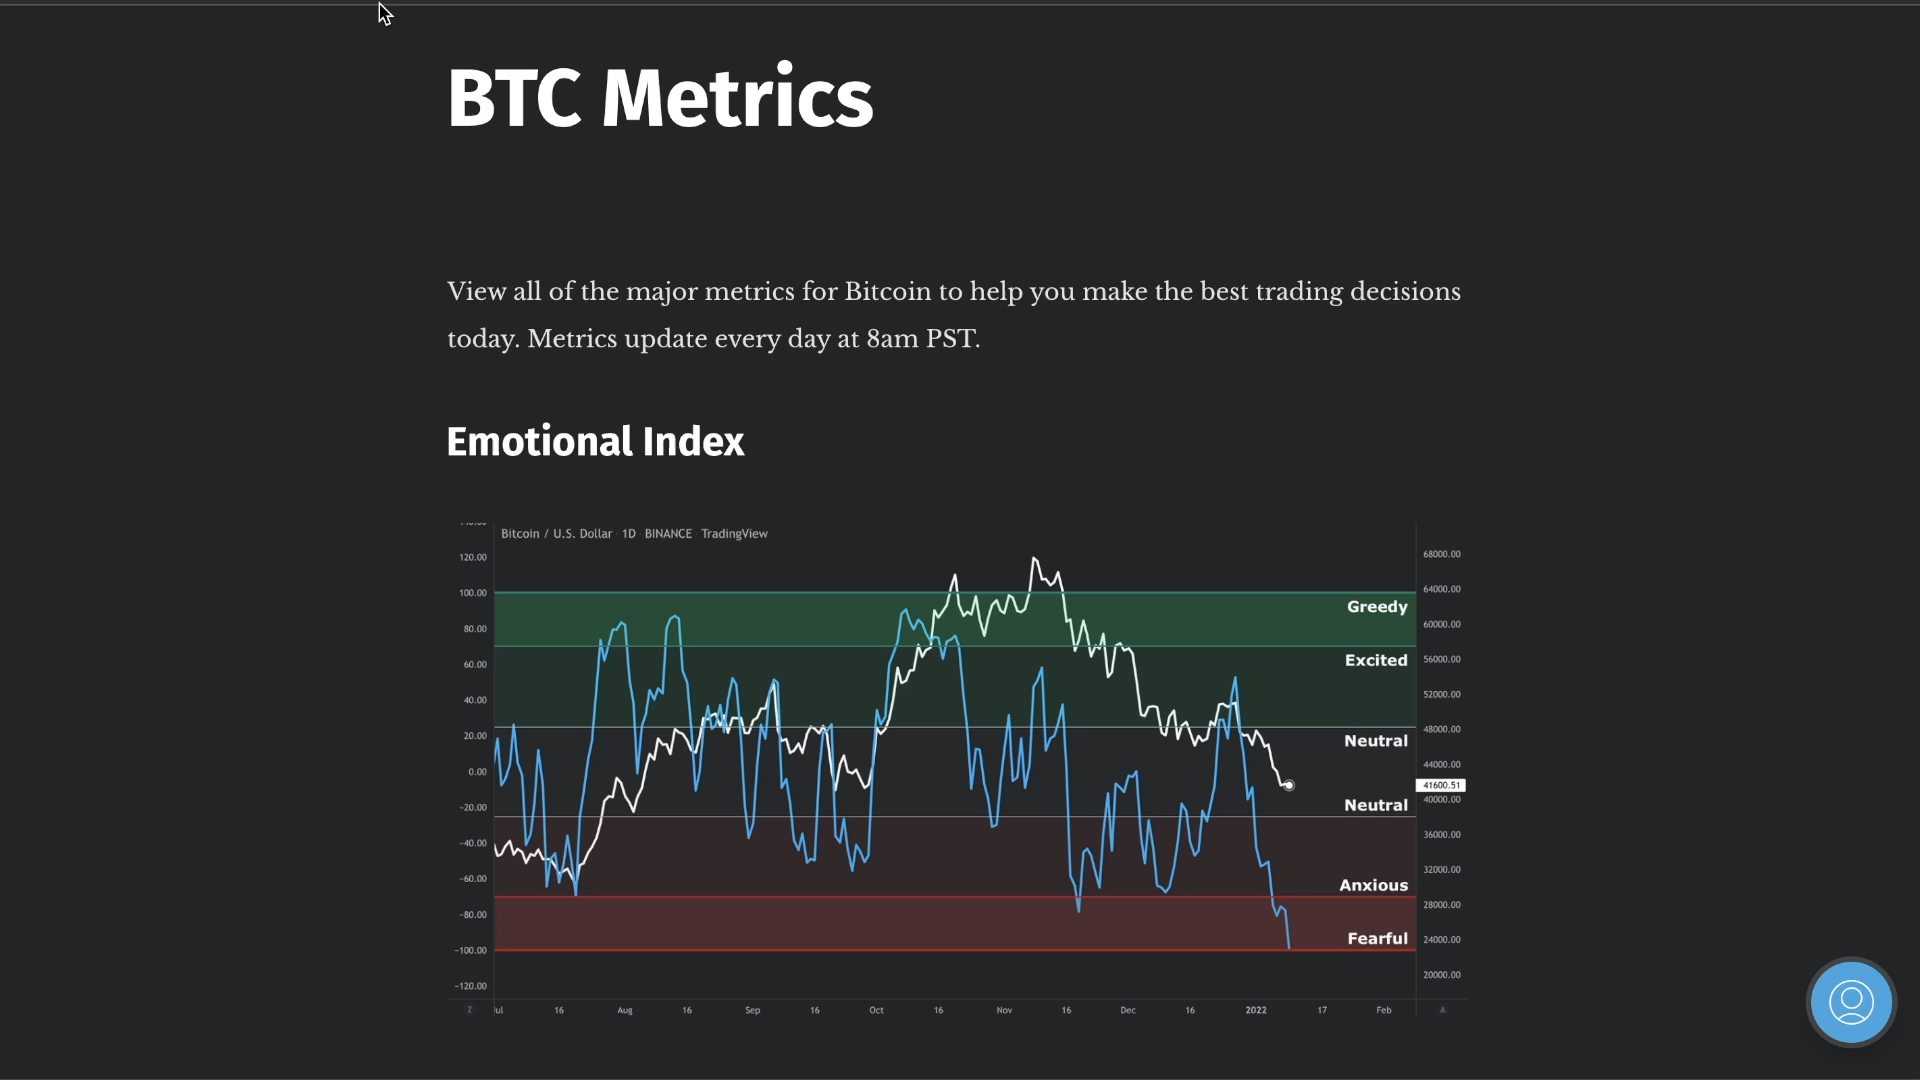 BTC Metrics
View all of the major metrics for Bitcoin to help you make the best trading decisions
today. Metrics update every day at 8am PST.
Emotional Index
Bitcoin / U.S. Dollar · 1D · BINANCE · TradingView
120.00
100.00
80.00
60.00
40.00
20.00
0.00
−20.00
−40.00
−60.00
−80.00
−100.00
−120.00
Greedy
Excited
Neutral
Neutral
Anxious
Fearful
68000.00
64000.00
60000.00
56000.00
52000.00
48000.00
44000.00
41600.51
40000.00
36000.00
32000.00
28000.00
24000.00
20000.00
Z Jul 16 Aug 16 Sep 16 Oct 16 Nov 16 Dec 16 2022 17 Feb A